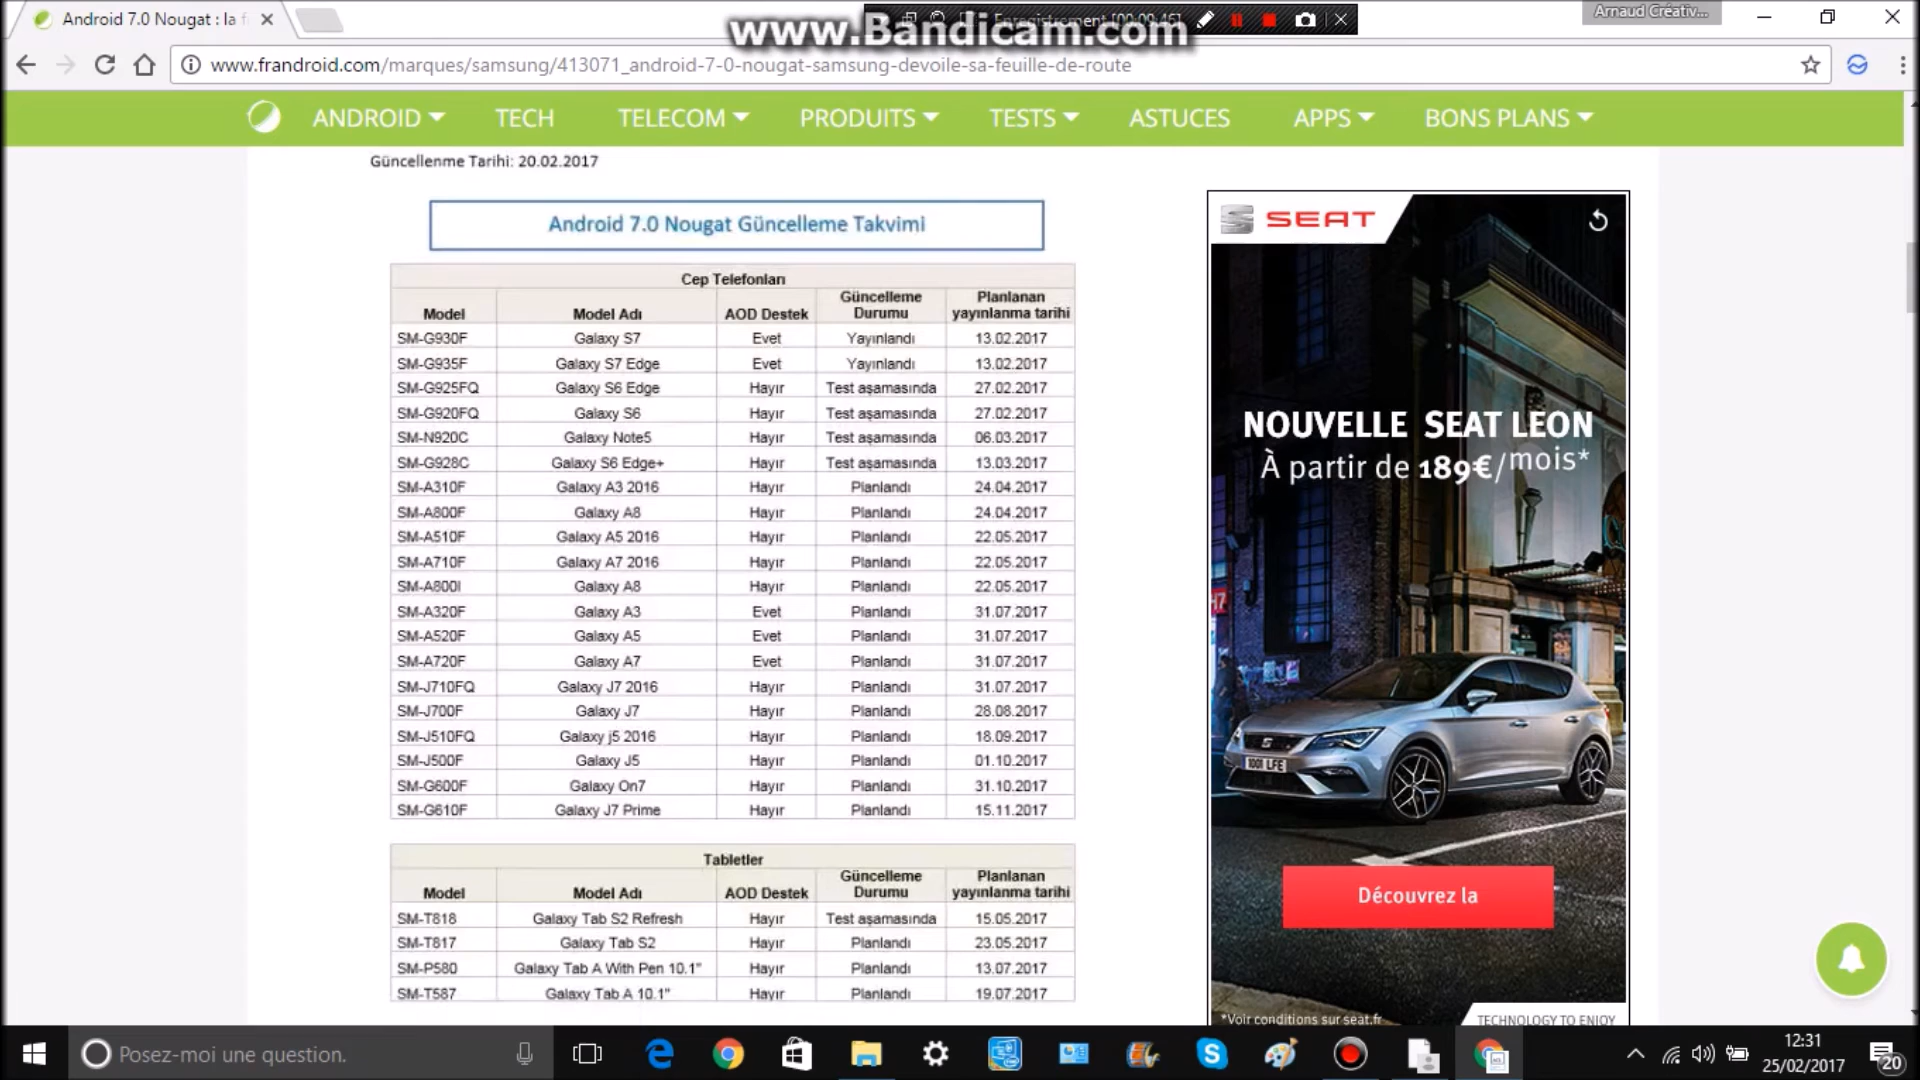 Android 7.0 Nougat : la f
Enregistrement [00:09:46]
www.Bandicam.com
Arnaud Créativ...
www.frandroid.com/marques/samsung/413071_android-7-0-nougat-samsung-devoile-sa-feuille-de-route
ANDROID TECH TELECOM PRODUITS TESTS ASTUCES APPS BONS PLANS
Güncellenme Tarihi: 20.02.2017
Android 7.0 Nougat Güncelleme Takvimi
Cep Telefonları
Model Model Adı AOD Destek Güncelleme Durumu Planlanan yayınlanma tarihi
SM-G930F Galaxy S7 Evet Yayınlandı 13.02.2017
SM-G935F Galaxy S7 Edge Evet Yayınlandı 13.02.2017
SM-G925FQ Galaxy S6 Edge Hayır Test aşamasında 27.02.2017
SM-G920FQ Galaxy S6 Hayır Test aşamasında 27.02.2017
SM-N920C Galaxy Note5 Hayır Test aşamasında 06.03.2017
SM-G928C Galaxy S6 Edge+ Hayır Test aşamasında 13.03.2017
SM-A310F Galaxy A3 2016 Hayır Planlandı 24.04.2017
SM-A800F Galaxy A8 Hayır Planlandı 24.04.2017
SM-A510F Galaxy A5 2016 Hayır Planlandı 22.05.2017
SM-A710F Galaxy A7 2016 Hayır Planlandı 22.05.2017
SM-A800I Galaxy A8 Hayır Planlandı 22.05.2017
SM-A320F Galaxy A3 Evet Planlandı 31.07.2017
SM-A520F Galaxy A5 Evet Planlandı 31.07.2017
SM-A720F Galaxy A7 Evet Planlandı 31.07.2017
SM-J710FQ Galaxy J7 2016 Hayır Planlandı 31.07.2017
SM-J700F Galaxy J7 Hayır Planlandı 28.08.2017
SM-J510FQ Galaxy j5 2016 Hayır Planlandı 18.09.2017
SM-J500F Galaxy J5 Hayır Planlandı 01.10.2017
SM-G600F Galaxy On7 Hayır Planlandı 31.10.2017
SM-G610F Galaxy J7 Prime Hayır Planlandı 15.11.2017
Tabletler
Model Model Adı AOD Destek Güncelleme Durumu Planlanan yayınlanma tarihi
SM-T818 Galaxy Tab S2 Refresh Hayır Test aşamasında 15.05.2017
SM-T817 Galaxy Tab S2 Hayır Planlandı 23.05.2017
SM-P580 Galaxy Tab A With Pen 10.1" Hayır Planlandı 13.07.2017
SM-T587 Galaxy Tab A 10.1" Hayır Planlandı 19.07.2017
SEAT
NOUVELLE SEAT LEON
À partir de 189€/mois*
H7
1001 LFE
Découvrez la
*Voir conditions sur seat.fr
TECHNOLOGY TO ENJOY
Posez-moi une question.
12:31
25/02/2017
20